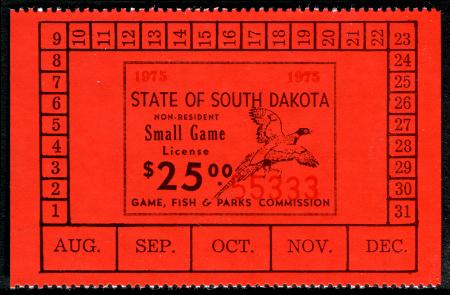 9 10 11 12 13 14 15 16 17 18 19 20 21 22 23
8 24
7 1975 1975 25
6 STATE OF SOUTH DAKOTA 26
5 NON-RESIDENT 27
4 Small Game 28
License
3 $25.00 55333 29
2 30
1 GAME, FISH & PARKS COMMISSION 31
AUG. SEP. OCT. NOV. DEC.